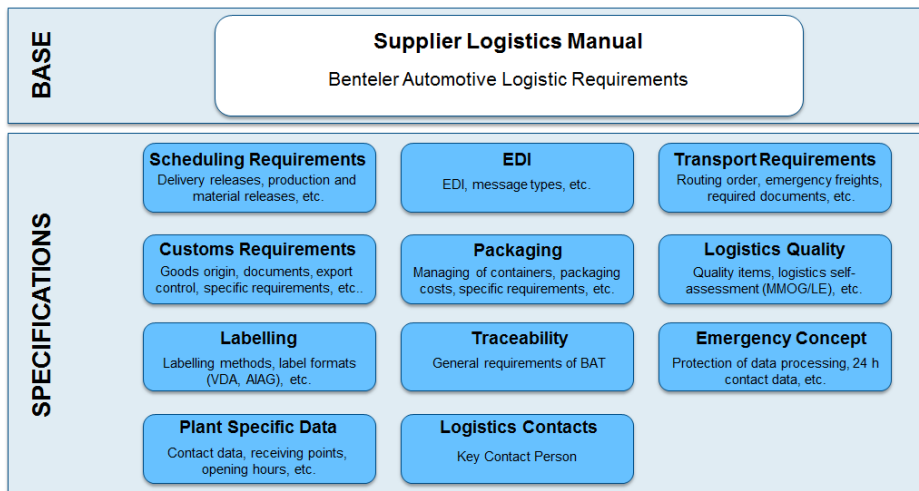 BASE
Supplier Logistics Manual
Benteler Automotive Logistic Requirements
SPECIFICATIONS
Scheduling Requirements
Delivery releases, production and
material releases, etc.
EDI
EDI, message types, etc.
Transport Requirements
Routing order, emergency freights,
required documents, etc.
Customs Requirements
Goods origin, documents, export
control, specific requirements, etc..
Packaging
Managing of containers, packaging
costs, specific requirements, etc.
Logistics Quality
Quality items, logistics self-
assessment (MMOG/LE), etc.
Labelling
Labelling methods, label formats
(VDA, AIAG), etc.
Traceability
General requirements of BAT
Emergency Concept
Protection of data processing, 24 h
contact data, etc.
Plant Specific Data
Contact data, receiving points,
opening hours, etc.
Logistics Contacts
Key Contact Person